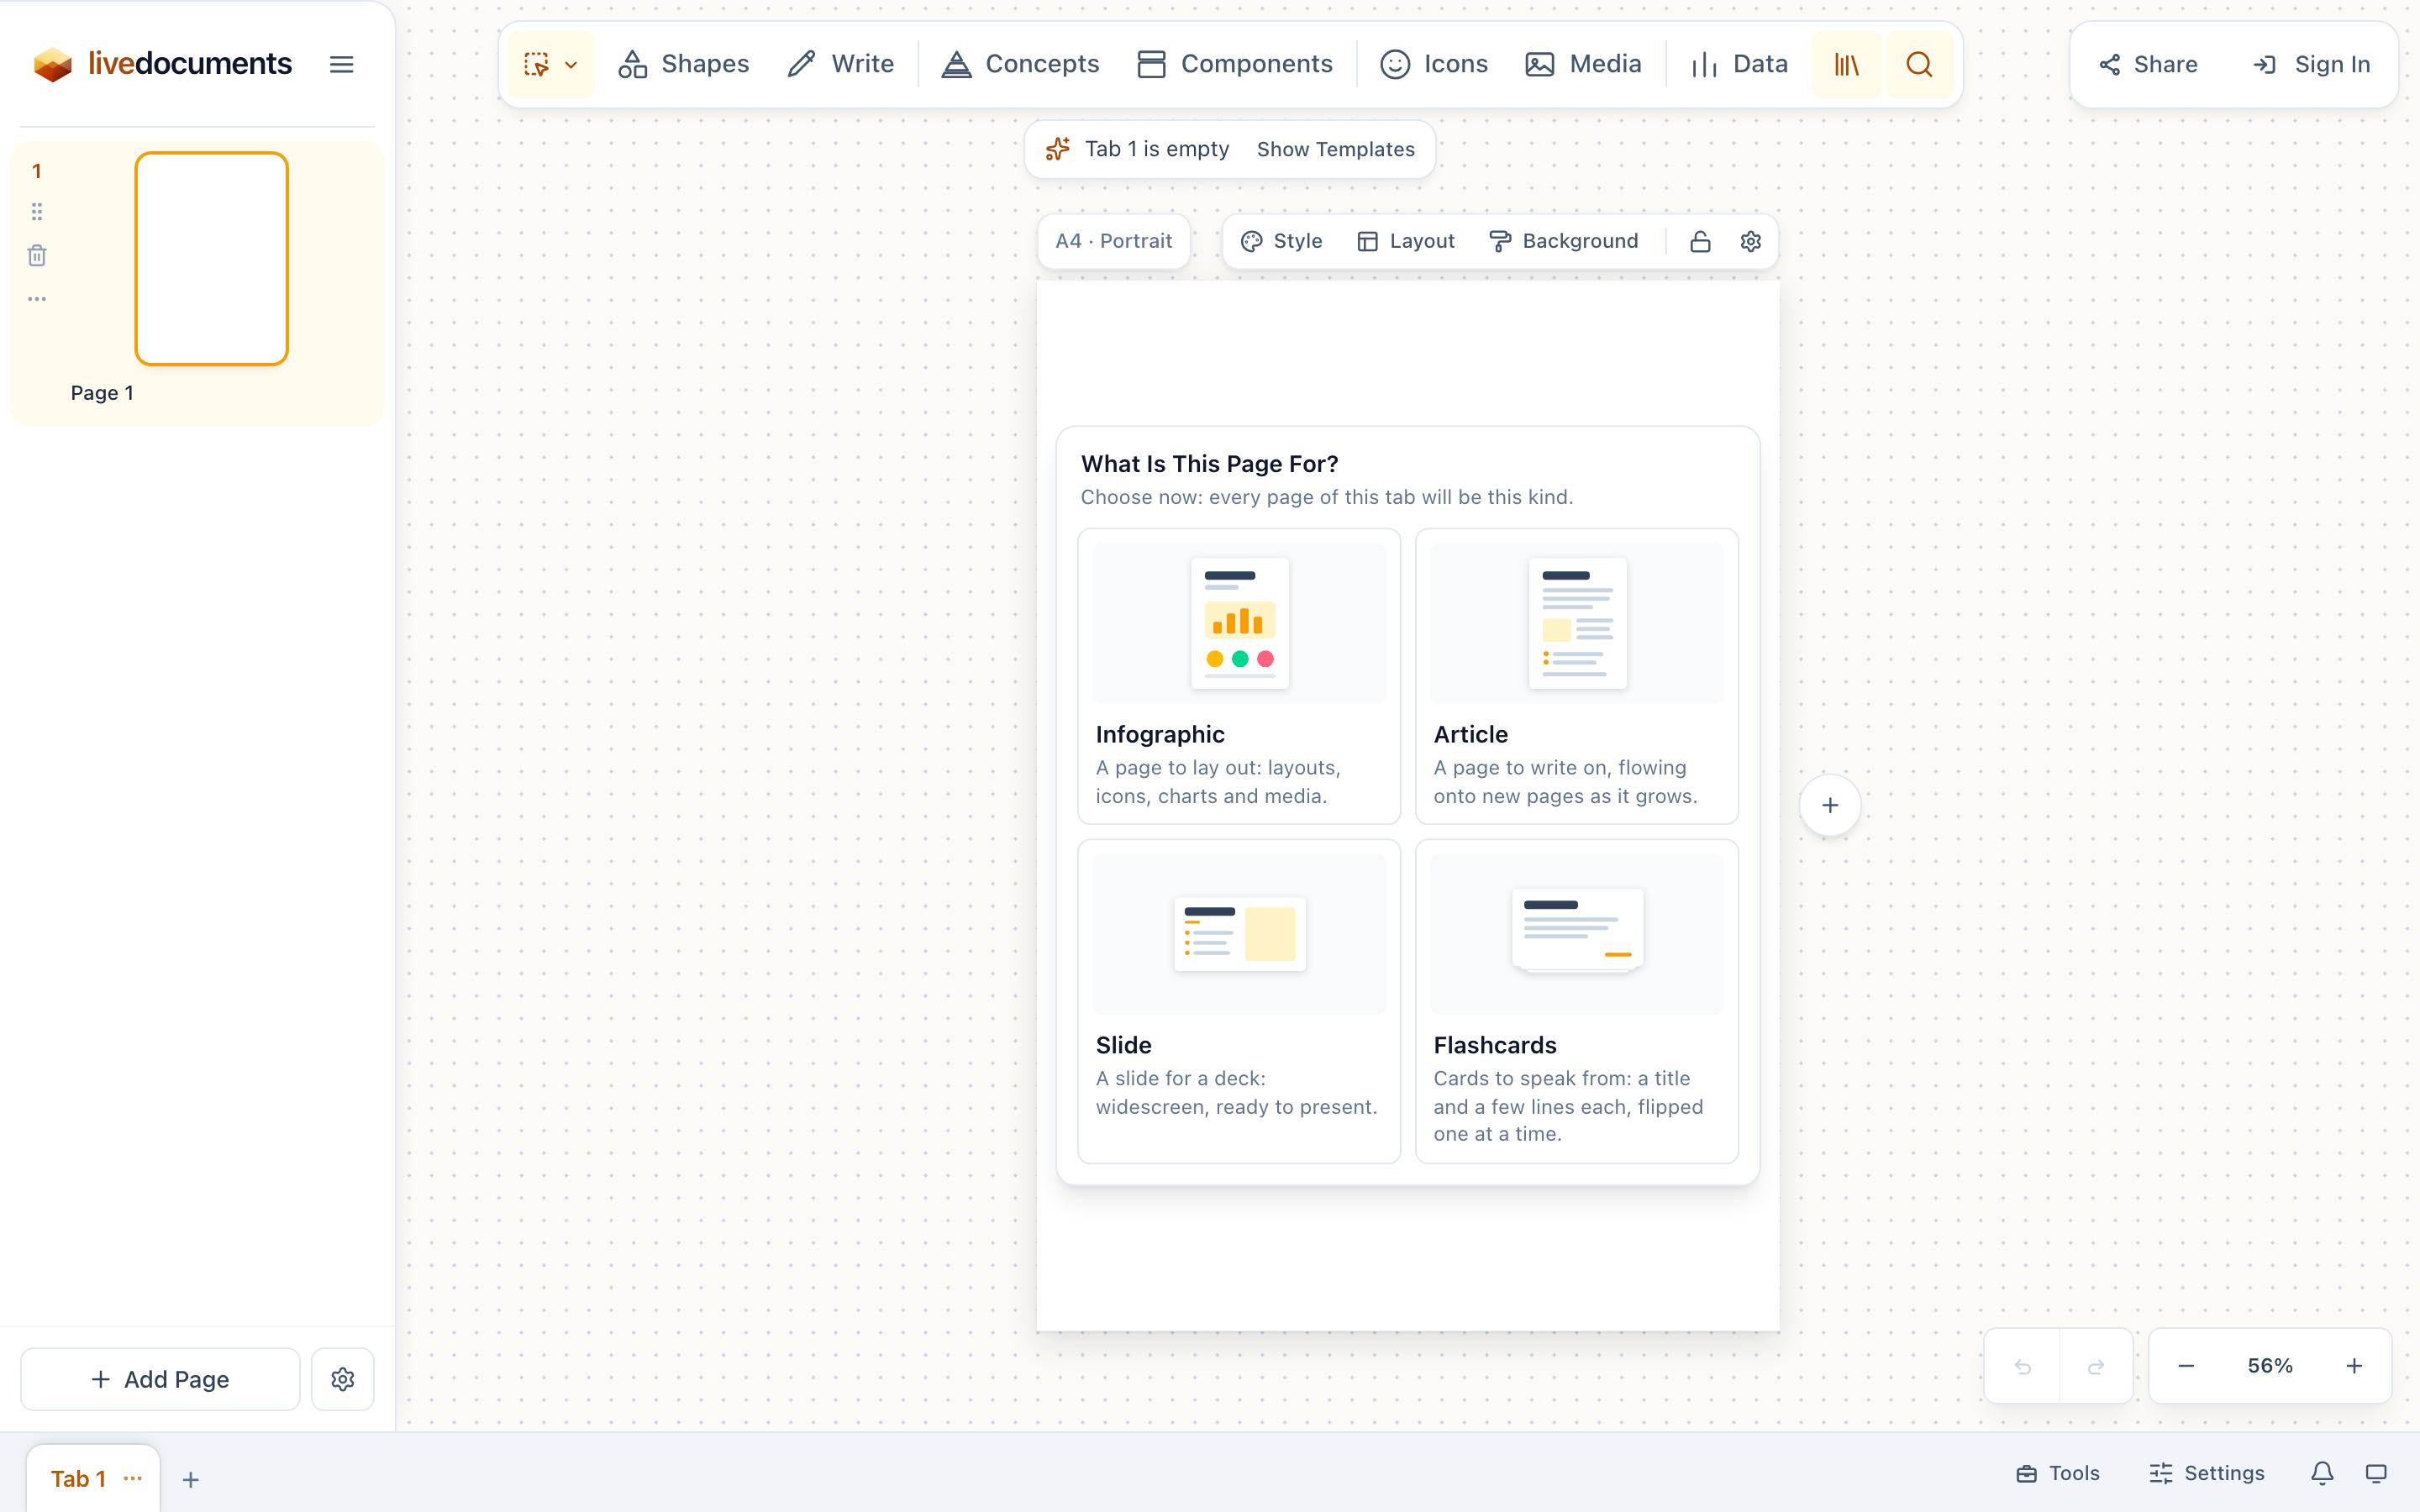 livedocuments
Shapes
Write
Concepts
Components
Icons
Media
Data
Share
Sign In
Tab 1 is empty
Show Templates
1
Page 1
A4 · Portrait
Style
Layout
Background
What Is This Page For?
Choose now: every page of this tab will be this kind.
Infographic
A page to lay out: layouts,
icons, charts and media.
Article
A page to write on, flowing
onto new pages as it grows.
Slide
A slide for a deck:
widescreen, ready to present.
Flashcards
Cards to speak from: a title
and a few lines each, flipped
one at a time.
Add Page
56%
Tab 1
Tools
Settings